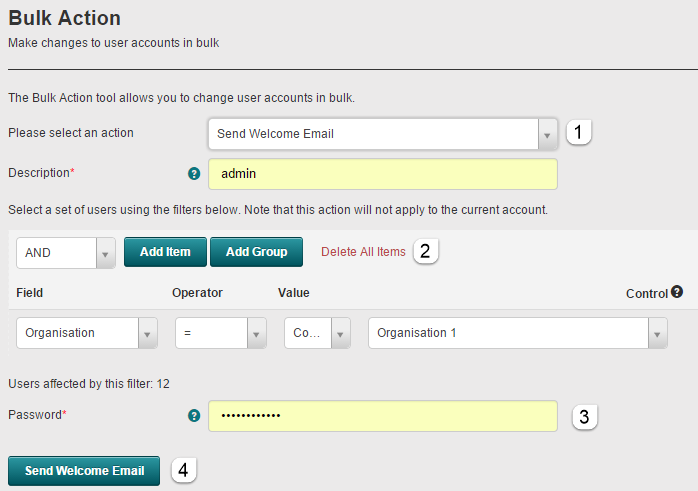 Bulk Action
Make changes to user accounts in bulk
The Bulk Action tool allows you to change user accounts in bulk.
Please select an action Send Welcome Email 1
Description* ? admin
Select a set of users using the filters below. Note that this action will not apply to the current account.
AND Add Item Add Group Delete All Items 2
Field Operator Value Control ?
Organisation = Co... Organisation 1
Users affected by this filter: 12
Password* ? •••••••••••• 3
Send Welcome Email 4